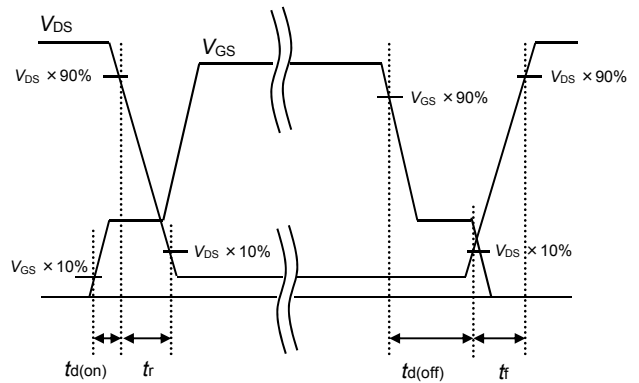 VDS
VGS
VDS × 90%
VGS × 90%
VDS × 90%
VGS × 10%
VDS × 10%
VDS × 10%
td(on)
tr
td(off)
tf